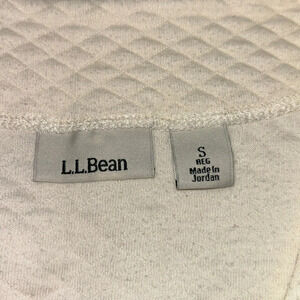 L.L.Bean
S
REG
Made in
Jordan